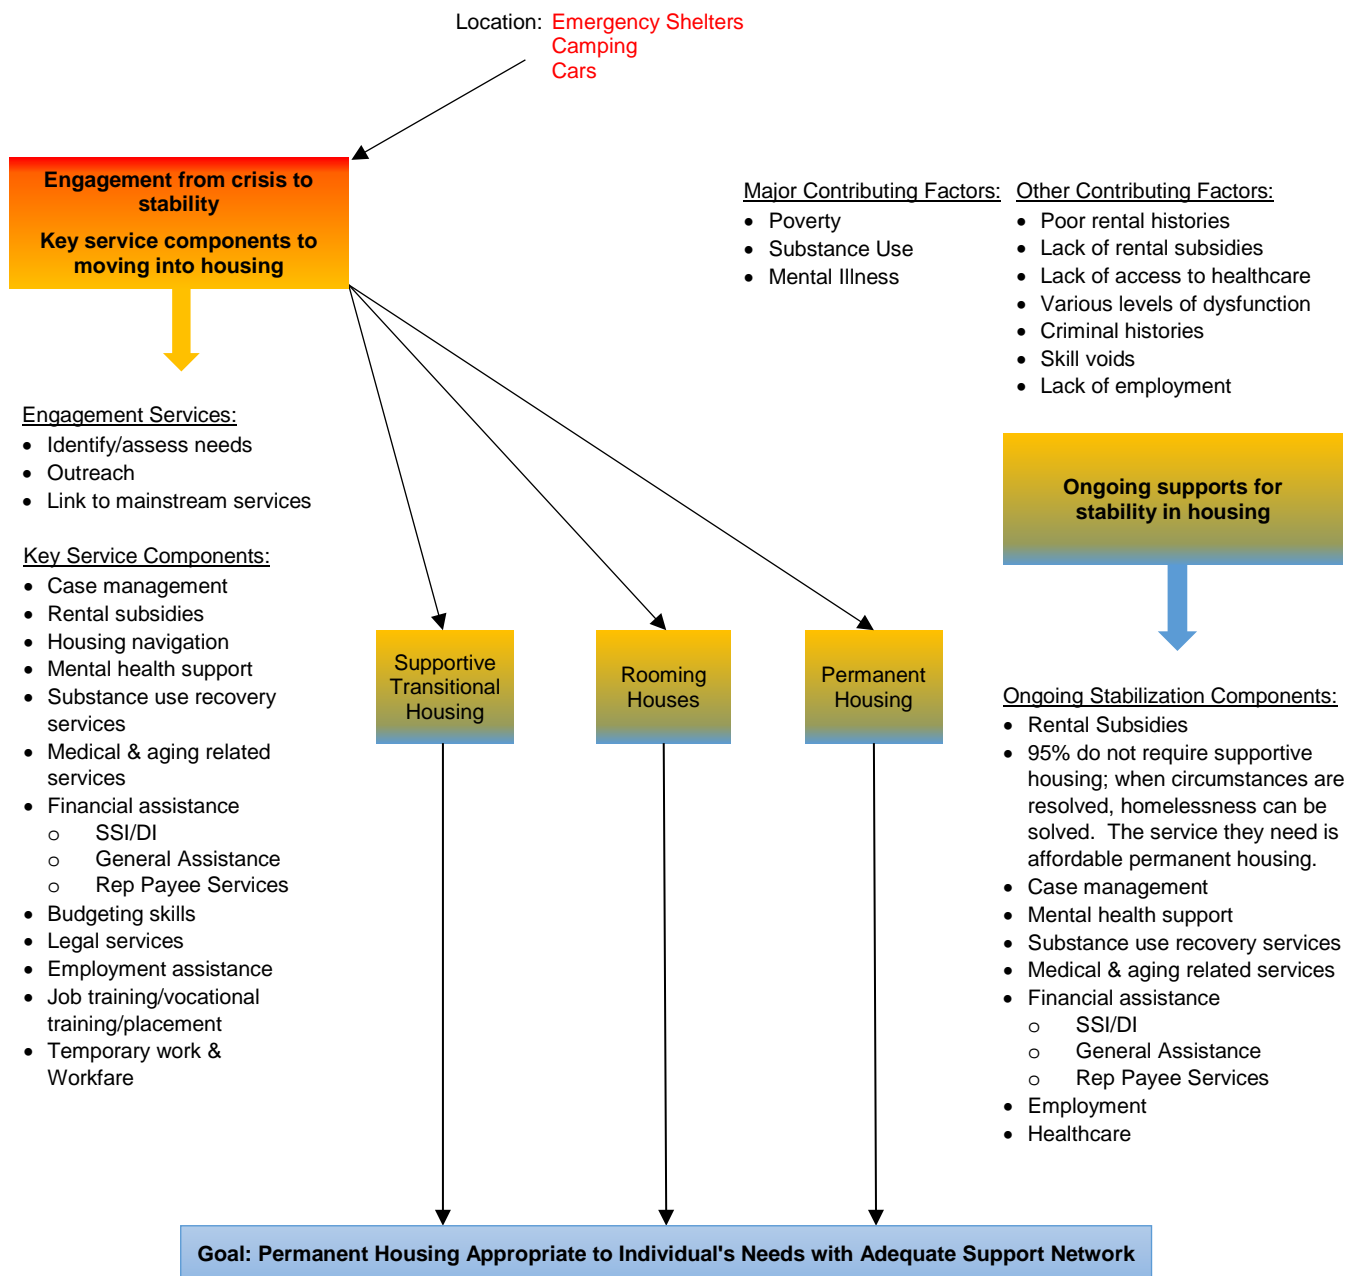 Location: Emergency Shelters
Camping
Cars
Engagement from crisis to
stability
Key service components to
moving into housing
Major Contributing Factors:
• Poverty
• Substance Use
• Mental Illness
Other Contributing Factors:
• Poor rental histories
• Lack of rental subsidies
• Lack of access to healthcare
• Various levels of dysfunction
• Criminal histories
• Skill voids
• Lack of employment
Engagement Services:
• Identify/assess needs
• Outreach
• Link to mainstream services
Key Service Components:
• Case management
• Rental subsidies
• Housing navigation
• Mental health support
• Substance use recovery
services
• Medical & aging related
services
• Financial assistance
o SSI/DI
o General Assistance
o Rep Payee Services
• Budgeting skills
• Legal services
• Employment assistance
• Job training/vocational
training/placement
• Temporary work &
Workfare
Supportive
Transitional
Housing
Rooming
Houses
Permanent
Housing
Ongoing supports for
stability in housing
Ongoing Stabilization Components:
• Rental Subsidies
• 95% do not require supportive
housing; when circumstances are
resolved, homelessness can be
solved.  The service they need is
affordable permanent housing.
• Case management
• Mental health support
• Substance use recovery services
• Medical & aging related services
• Financial assistance
o SSI/DI
o General Assistance
o Rep Payee Services
• Employment
• Healthcare
Goal: Permanent Housing Appropriate to Individual's Needs with Adequate Support Network